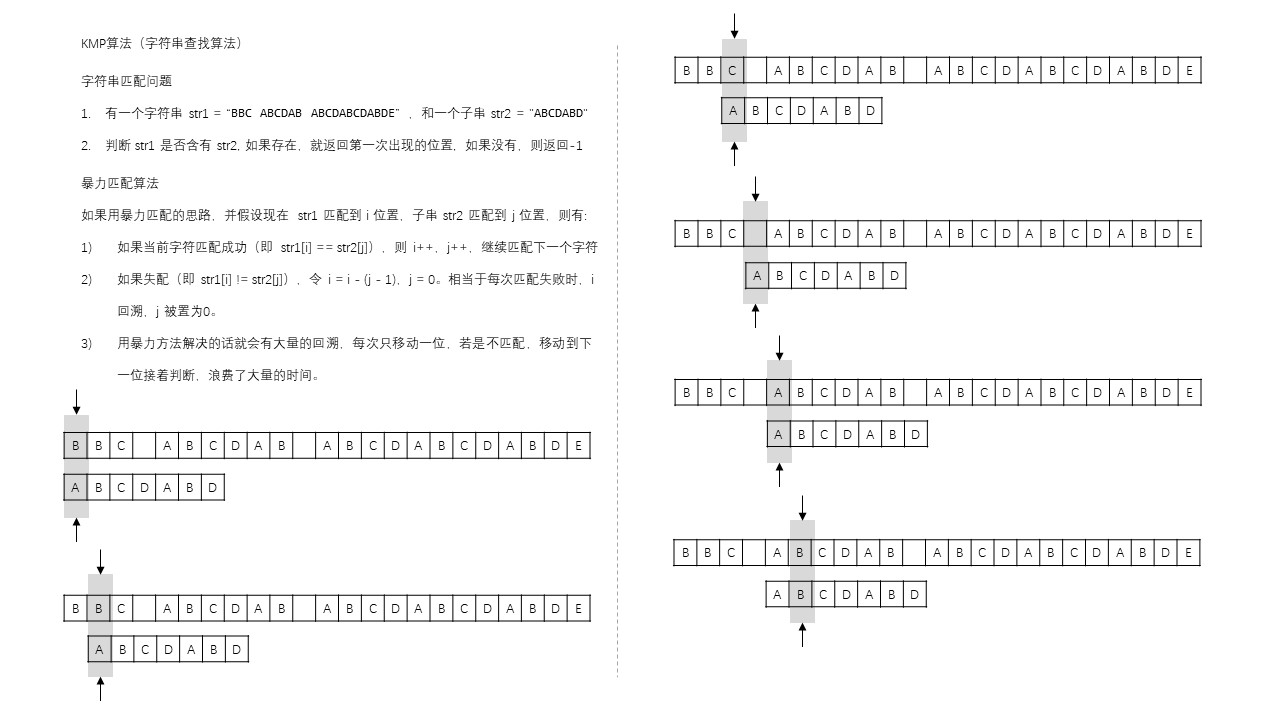 KMP算法（字符串查找算法）
字符串匹配问题
1. 有一个字符串 str1 = "BBC ABCDAB ABCDABCDABDE" ，和一个子串 str2 = "ABCDABD"
2. 判断 str1 是否含有 str2, 如果存在，就返回第一次出现的位置，如果没有，则返回-1
暴力匹配算法
如果用暴力匹配的思路，并假设现在 str1 匹配到 i 位置，子串 str2 匹配到 j 位置，则有:
1) 如果当前字符匹配成功（即 str1[i] == str2[j]），则 i++，j++，继续匹配下一个字符
2) 如果失配（即 str1[i] != str2[j]），令 i = i - (j - 1)，j = 0。相当于每次匹配失败时，i
回溯，j 被置为0。
3) 用暴力方法解决的话就会有大量的回溯，每次只移动一位，若是不匹配，移动到下
一位接着判断，浪费了大量的时间。
B B C A B C D A B A B C D A B C D A B D E
A B C D A B D
B B C A B C D A B A B C D A B C D A B D E
A B C D A B D
B B C A B C D A B A B C D A B C D A B D E
A B C D A B D
B B C A B C D A B A B C D A B C D A B D E
A B C D A B D
B B C A B C D A B A B C D A B C D A B D E
A B C D A B D
B B C A B C D A B A B C D A B C D A B D E
A B C D A B D